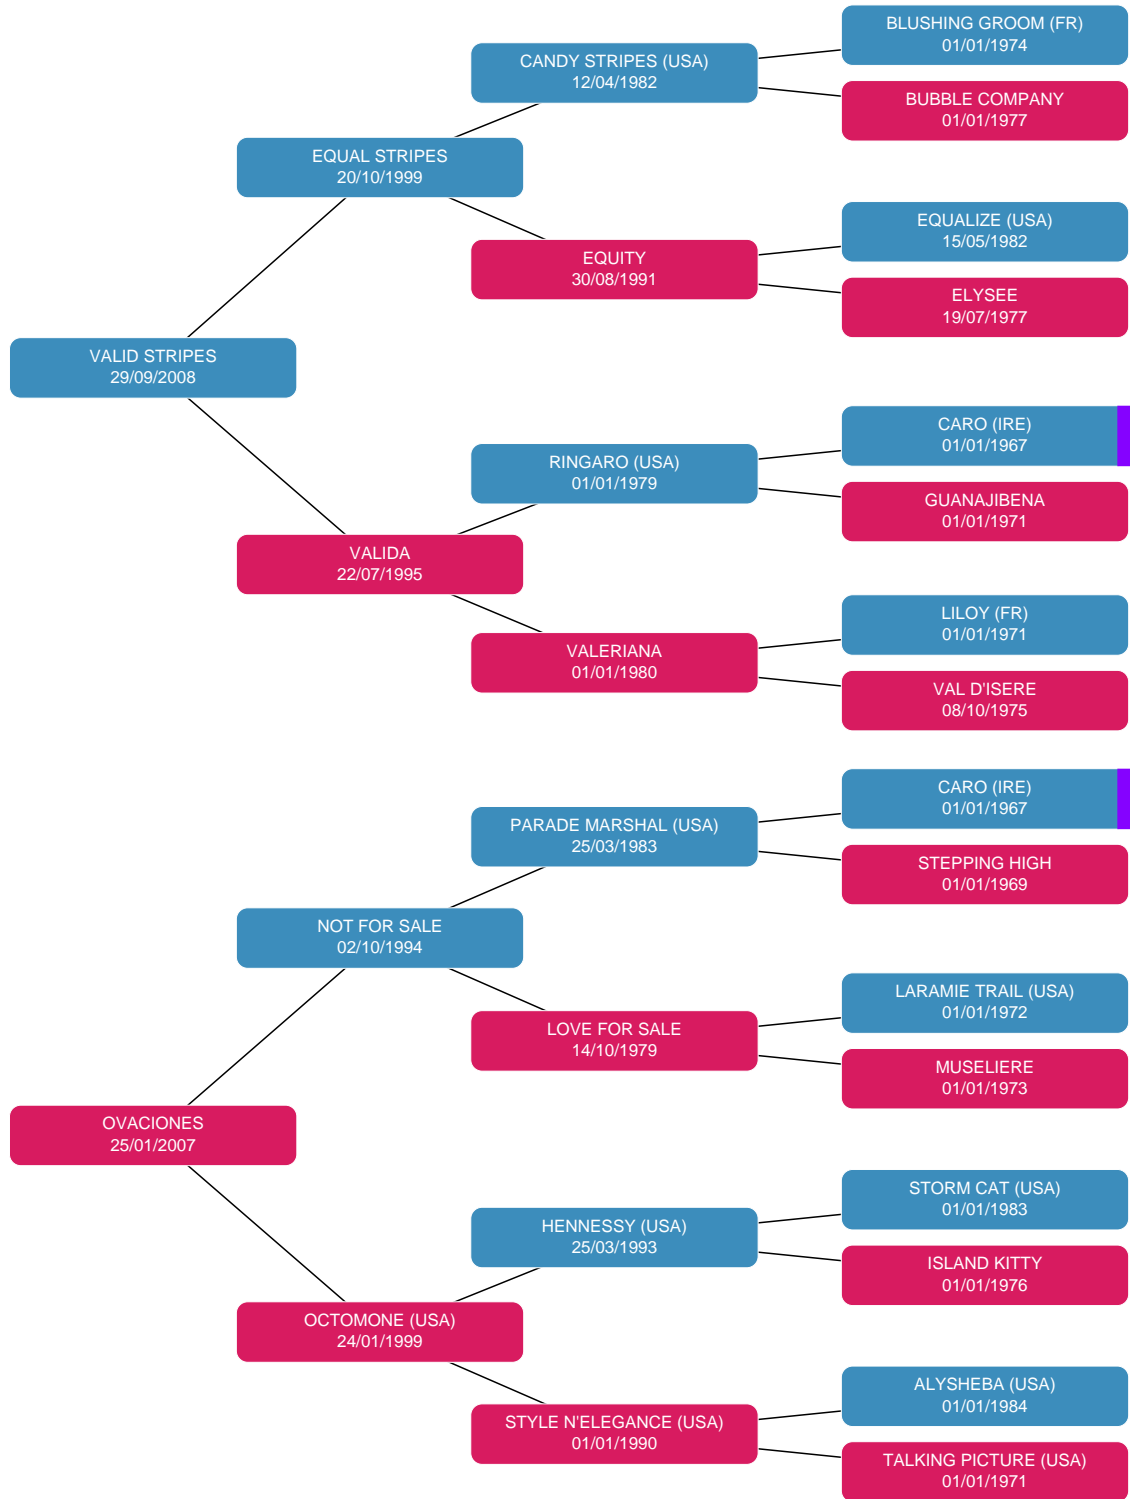 BLUSHING GROOM (FR)
01/01/1974
CANDY STRIPES (USA)
12/04/1982
BUBBLE COMPANY
01/01/1977
EQUAL STRIPES
20/10/1999
EQUALIZE (USA)
15/05/1982
EQUITY
30/08/1991
ELYSEE
19/07/1977
VALID STRIPES
29/09/2008
CARO (IRE)
01/01/1967
RINGARO (USA)
01/01/1979
GUANAJIBENA
01/01/1971
VALIDA
22/07/1995
LILOY (FR)
01/01/1971
VALERIANA
01/01/1980
VAL D'ISERE
08/10/1975
CARO (IRE)
01/01/1967
PARADE MARSHAL (USA)
25/03/1983
STEPPING HIGH
01/01/1969
NOT FOR SALE
02/10/1994
LARAMIE TRAIL (USA)
01/01/1972
LOVE FOR SALE
14/10/1979
MUSELIERE
01/01/1973
OVACIONES
25/01/2007
STORM CAT (USA)
01/01/1983
HENNESSY (USA)
25/03/1993
ISLAND KITTY
01/01/1976
OCTOMONE (USA)
24/01/1999
ALYSHEBA (USA)
01/01/1984
STYLE N'ELEGANCE (USA)
01/01/1990
TALKING PICTURE (USA)
01/01/1971